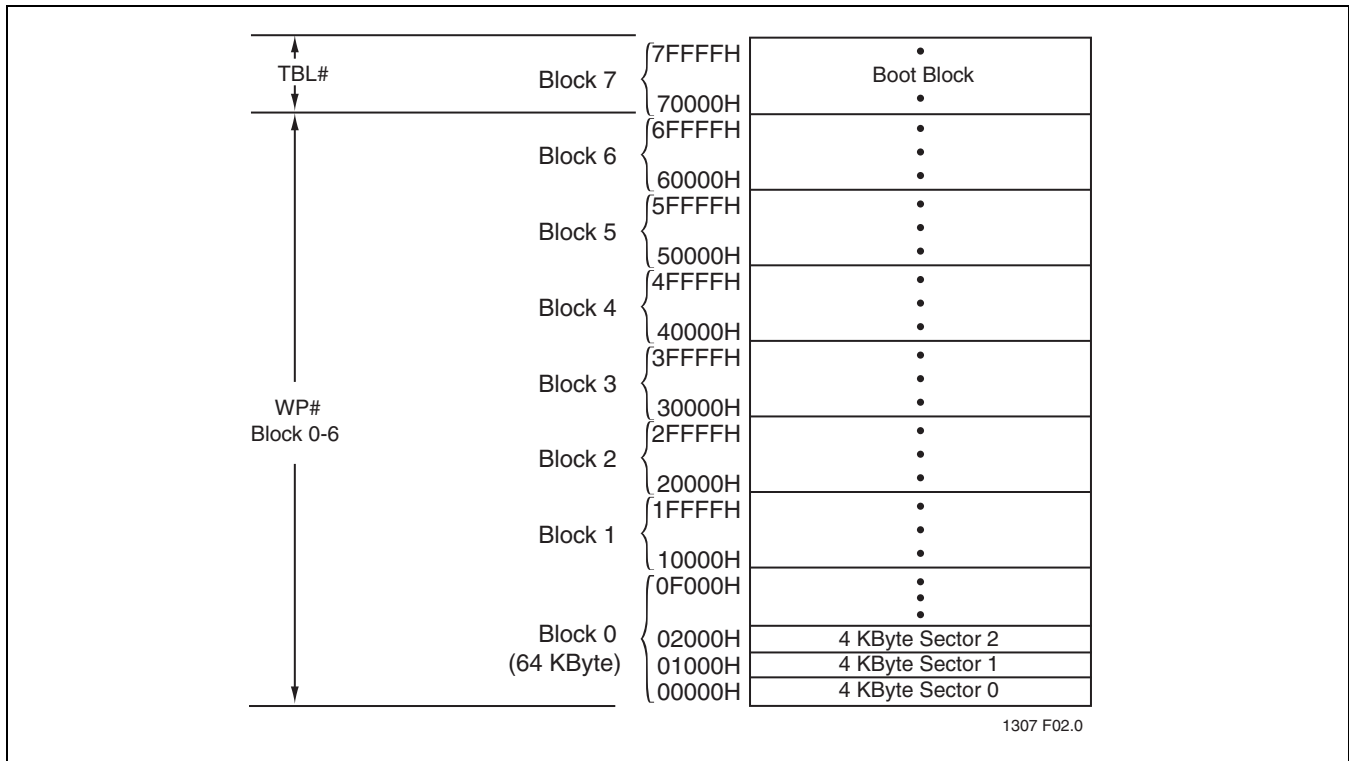 TBL#
Block 7
7FFFFH
Boot Block
70000H
6FFFFH
Block 6
60000H
5FFFFH
Block 5
50000H
4FFFFH
Block 4
40000H
3FFFFH
Block 3
30000H
WP#
Block 0-6
2FFFFH
Block 2
20000H
1FFFFH
Block 1
10000H
0F000H
Block 0
(64 KByte)
02000H
4 KByte Sector 2
01000H
4 KByte Sector 1
00000H
4 KByte Sector 0
1307 F02.0